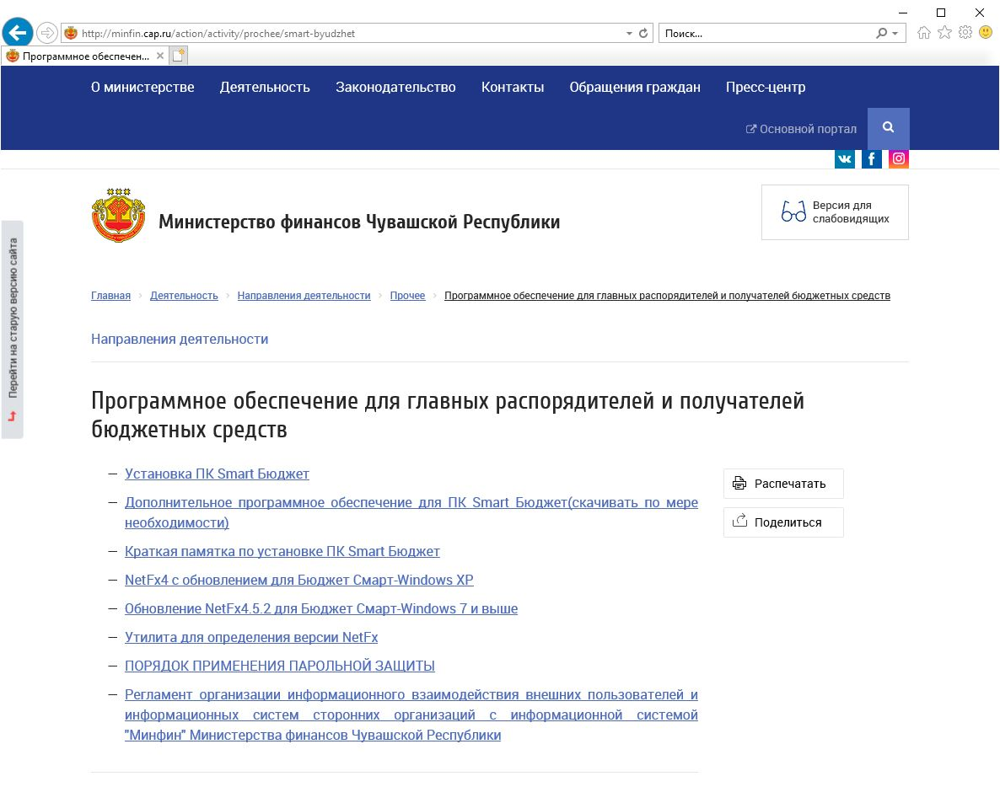 http://minfin.cap.ru/action/activity/prochee/smart-byudzhet
Поиск...
Программное обеспечен...
О министерстве Деятельность Законодательство Контакты Обращения граждан Пресс-центр
Основной портал
Министерство финансов Чувашской Республики
Версия для
слабовидящих
Перейти на старую версию сайта
Главная Деятельность Направления деятельности Прочее Программное обеспечение для главных распорядителей и получателей бюджетных средств
Направления деятельности
Программное обеспечение для главных распорядителей и получателей
бюджетных средств
— Установка ПК Smart Бюджет
— Дополнительное программное обеспечение для ПК Smart Бюджет(скачивать по мере
необходимости)
— Краткая памятка по установке ПК Smart Бюджет
— NetFx4 с обновлением для Бюджет Смарт-Windows XP
— Обновление NetFx4.5.2 для Бюджет Смарт-Windows 7 и выше
— Утилита для определения версии NetFx
— ПОРЯДОК ПРИМЕНЕНИЯ ПАРОЛЬНОЙ ЗАЩИТЫ
— Регламент организации информационного взаимодействия внешних пользователей и
информационных систем сторонних организаций с информационной системой
"Минфин" Министерства финансов Чувашской Республики
Распечатать
Поделиться